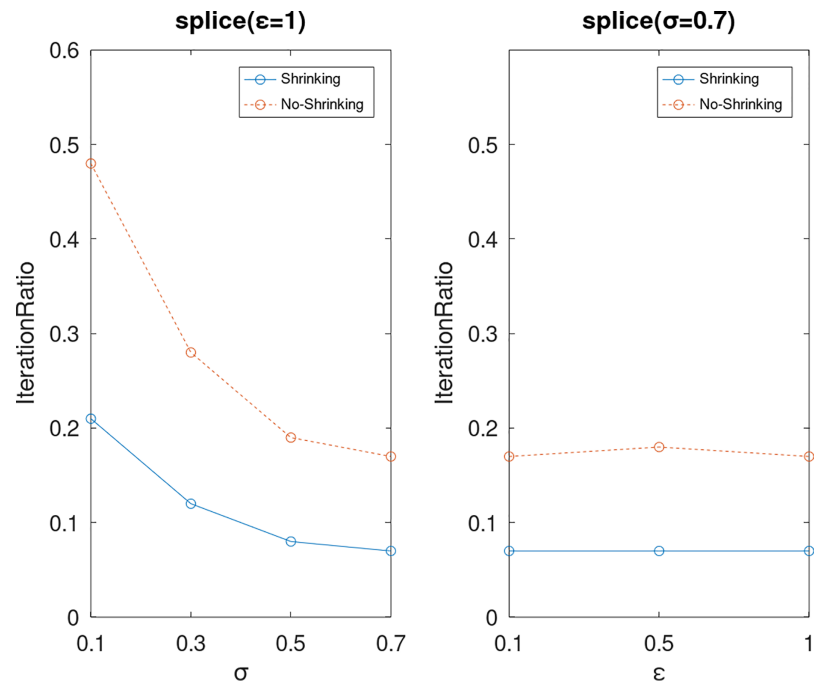 splice(ε=1)
0.6
0.5
0.4
0.3
0.2
0.1
0
IterationRatio
Shrinking
No-Shrinking
0.1 0.3 0.5 0.7
σ
splice(σ=0.7)
0.5
0.4
0.3
0.2
0.1
0
IterationRatio
Shrinking
No-Shrinking
0.1 0.5 1
ε